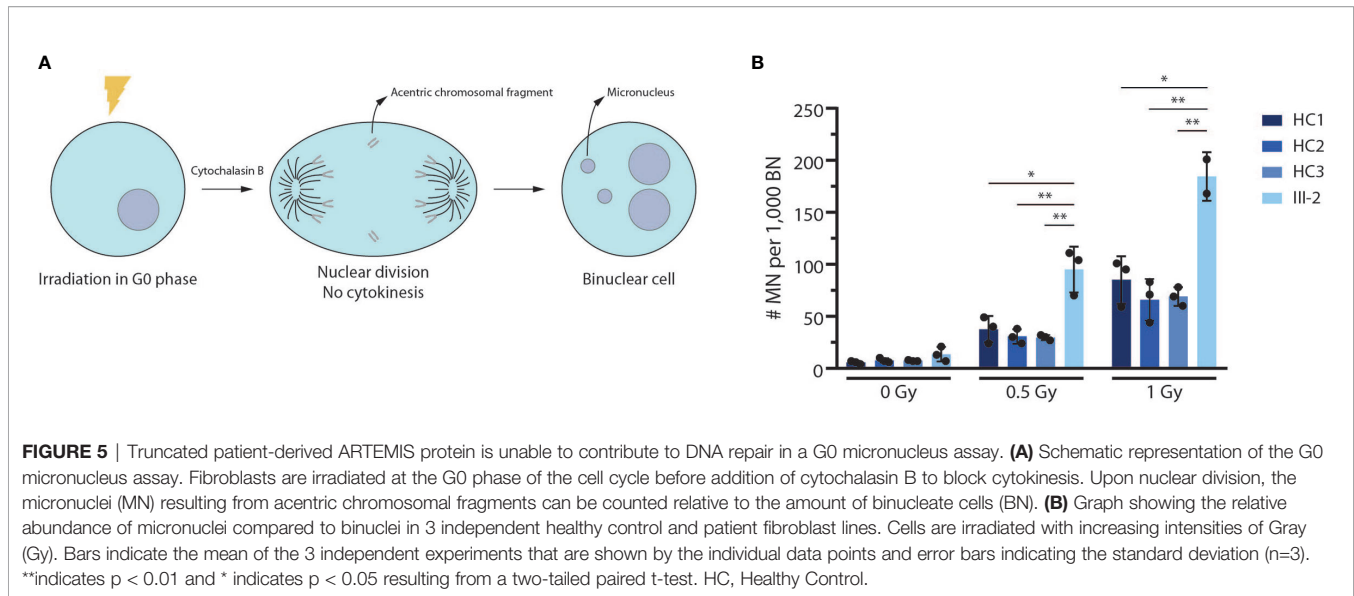 A
Acentric chromosomal fragment
Micronucleus
Cytochalasin B
Irradiation in G0 phase
Nuclear division
No cytokinesis
Binuclear cell
B
# MN per 1,000 BN
250
200
150
100
50
0
*
**
**
*
**
**
0 Gy
0.5 Gy
1 Gy
HC1
HC2
HC3
III-2
FIGURE 5 | Truncated patient-derived ARTEMIS protein is unable to contribute to DNA repair in a G0 micronucleus assay. (A) Schematic representation of the G0
micronucleus assay. Fibroblasts are irradiated at the G0 phase of the cell cycle before addition of cytochalasin B to block cytokinesis. Upon nuclear division, the
micronuclei (MN) resulting from acentric chromosomal fragments can be counted relative to the amount of binucleate cells (BN). (B) Graph showing the relative
abundance of micronuclei compared to binuclei in 3 independent healthy control and patient fibroblast lines. Cells are irradiated with increasing intensities of Gray
(Gy). Bars indicate the mean of the 3 independent experiments that are shown by the individual data points and error bars indicating the standard deviation (n=3).
**indicates p < 0.01 and * indicates p < 0.05 resulting from a two-tailed paired t-test. HC, Healthy Control.